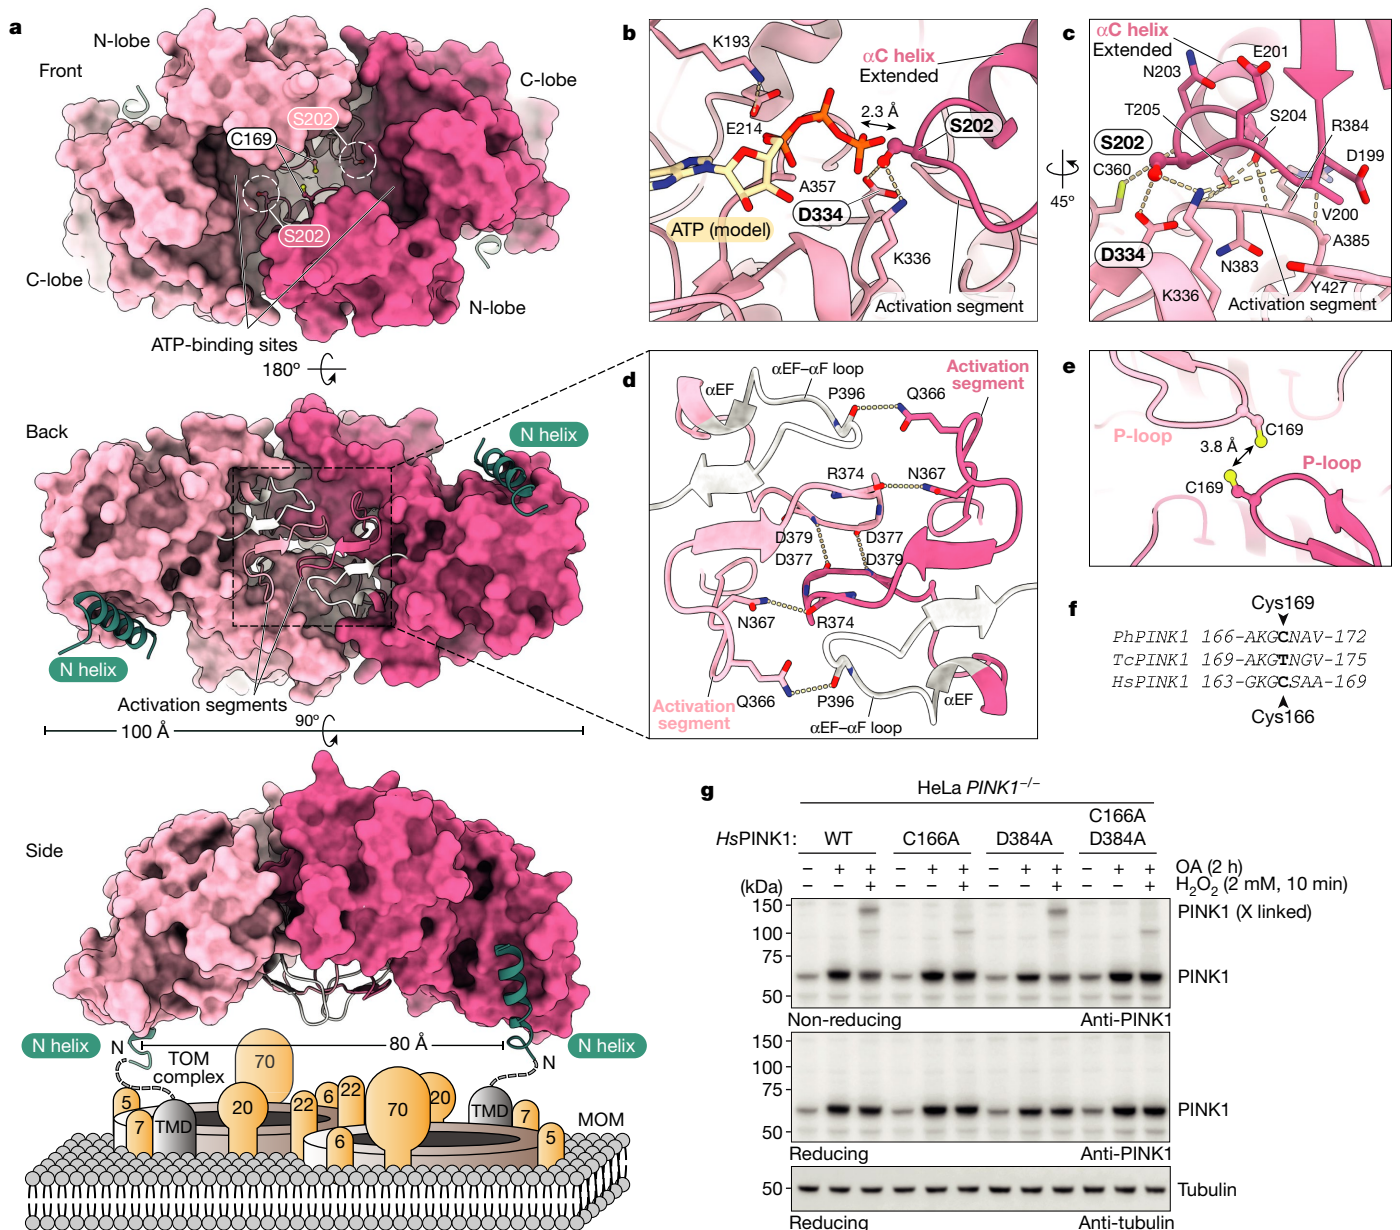 a
N-lobe
Front
C-lobe
S202
C169
S202
C-lobe
N-lobe
ATP-binding sites
180º
Back
N helix
N helix
Activation segments
90º
100 Å
Side
N helix
N
80 Å
N
N helix
TOM
complex
70
5
7
TMD
20
22
6
22
70
20
6
TMD
7
5
MOM
b
K193
αC helix
Extended
2.3 Å
S202
E214
A357
D334
ATP (model)
K336
Activation segment
45º
c
αC helix
Extended
E201
N203
T205
S204
S202
R384
C360
D199
V200
D334
A385
N383
K336
Y427
Activation segment
d
αEF–αF loop
Activation
segment
αEF
P396
Q366
R374
N367
D379
D377
D377
D379
N367
R374
Q366
P396
αEF
Activation
segment
αEF–αF loop
e
C169
P-loop
3.8 Å
P-loop
C169
f
Cys169
PhPINK1 166-AKGCNAV-172
TcPINK1 169-AKGTNGV-175
HsPINK1 163-GKGCSAA-169
Cys166
g
HeLa PINK1–/–
HsPINK1: WT C166A D384A C166A D384A
– + + – + + – + + – + + OA (2 h)
(kDa) – – + – – + – – + – – + H2O2 (2 mM, 10 min)
150 PINK1 (X linked)
100
75
PINK1
50
Non-reducing Anti-PINK1
150
100
75
PINK1
50
Reducing Anti-PINK1
50 Tubulin
Reducing Anti-tubulin